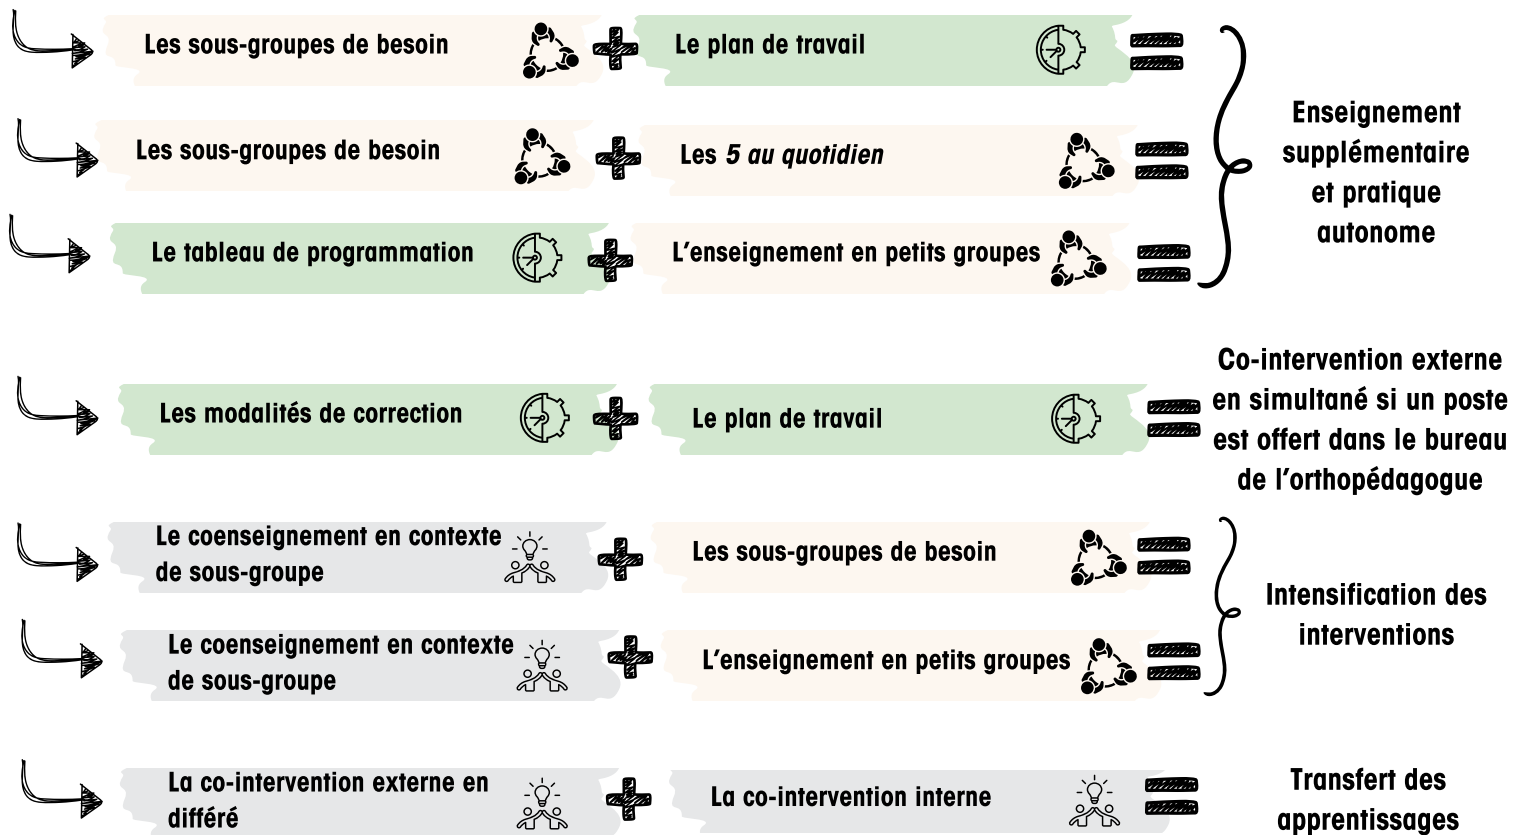 Les sous-groupes de besoin
Le plan de travail
Les sous-groupes de besoin
Les 5 au quotidien
Le tableau de programmation
L'enseignement en petits groupes
Enseignement
supplémentaire
et pratique
autonome
Les modalités de correction
Le plan de travail
Co-intervention externe
en simultané si un poste
est offert dans le bureau
de l'orthopédagogue
Le coenseignement en contexte
de sous-groupe
Les sous-groupes de besoin
Le coenseignement en contexte
de sous-groupe
L'enseignement en petits groupes
Intensification des
interventions
La co-intervention externe en
différé
La co-intervention interne
Transfert des
apprentissages